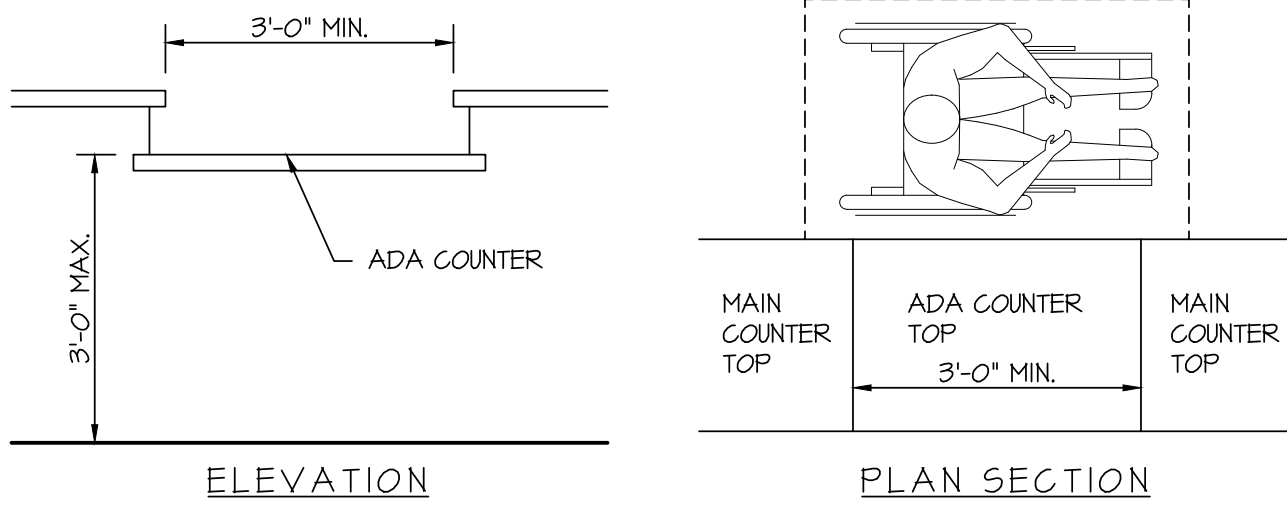 3'-0" MIN.
3'-0" MAX.
ADA COUNTER
ELEVATION
MAIN
COUNTER
TOP
ADA COUNTER
TOP
3'-0" MIN.
MAIN
COUNTER
TOP
PLAN SECTION